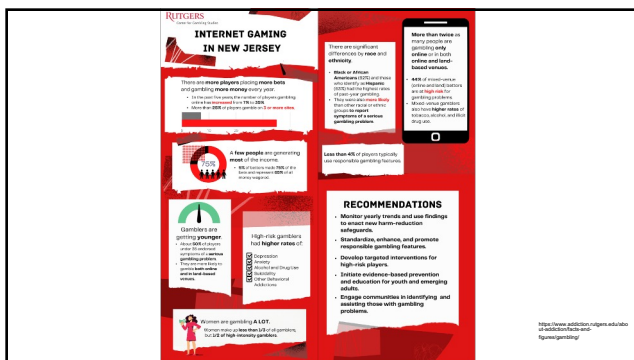 RUTGERS
Center for Gambling Studies
INTERNET GAMING
IN NEW JERSEY
There are more players placing more bets
and gambling more money every year.
• In the past five years, the number of players gambling
online has increased from
• More than 20% of players gamble on 3 or more sites.
75%
A few people are generating
most of the income.
• of bettors made 75% of the
bets and represent of all
money wagered.
Gamblers are
getting younger.
• About of players
under endorsed
symptoms of a serious
gambling problem.
• They are more likely to
gamble both online
and in land-based
venues.
High-risk gamblers
had higher rates of:
Depression
Anxiety
Alcohol and Drug Use
Suicidality
Other Behavioral
Addictions
Women are gambling A LOT.
Women make up less than 1/3 of all gamblers,
but 1/2 of high-intensity gamblers.
There are significant
differences by race and
ethnicity.
• Black or African
Americans and those
who identify as Hispanic
had the highest rates
of past-year gambling.
• They were also more likely
than other racial or ethnic
groups to report
symptoms of a serious
gambling problem.
Less than 4% of players typically
use responsible gambling features.
More than twice as
many people are
gambling only
online or in both
online and land-
based venues.
• 44% of mixed-venue
(online and land) bettors
are at high risk for
gambling problems
• Mixed-venue gamblers
also have higher rates of
tobacco, alcohol, and illicit
drug use.
RECOMMENDATIONS
• Monitor yearly trends and use findings
to enact new harm-reduction
safeguards.
• Standardize, enhance, and promote
responsible gambling features.
• Develop targeted interventions for
high-risk players.
• Initiate evidence-based prevention
and education for youth and emerging
adults.
• Engage communities in identifying and
assisting those with gambling
problems.
https://www.addiction.rutgers.edu/abo
ut-addiction/facts-and-
figures/gambling/